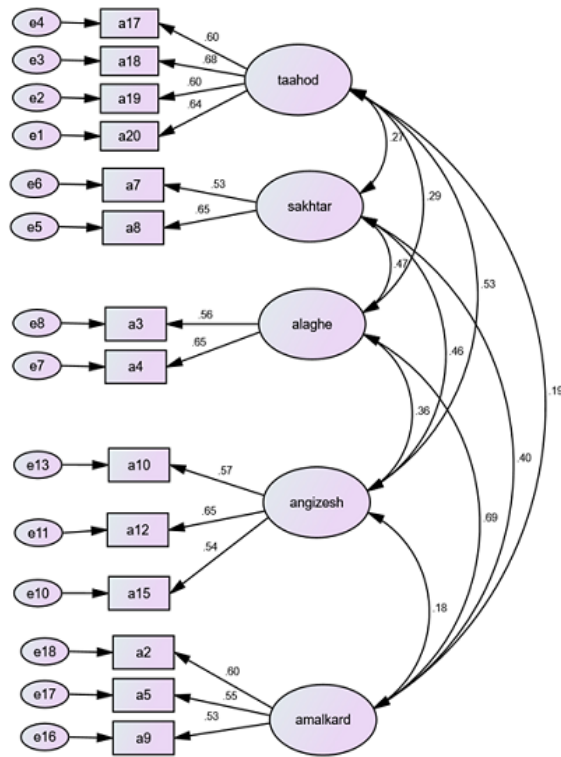 e4 a17 .60
e3 a18 .68 taahod
e2 a19 .60
e1 a20 .64
.27
e6 a7 .53
.29
e5 a8 .65 sakhtar
.47
.53
e8 a3 .56 alaghe
e7 a4 .65
.46
.19
.36
.40
e13 a10 .57
angizesh
.69
e11 a12 .65
e10 a15 .54
.18
e18 a2 .60
e17 a5 .55
amalkard
e16 a9 .53